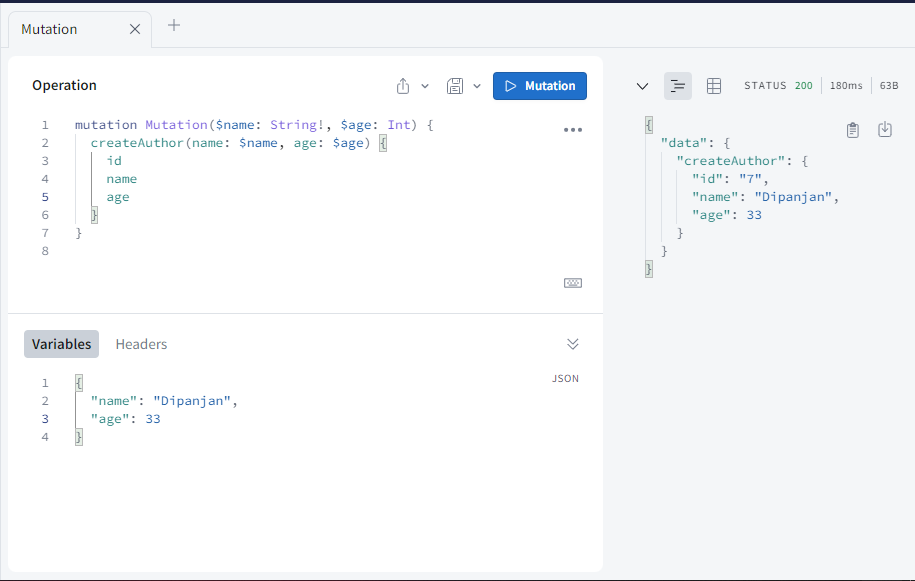 Mutation
Operation
Mutation
1 mutation Mutation($name: String!, $age: Int) {
2 createAuthor(name: $name, age: $age) {
3 id
4 name
5 age
6 }
7 }
8
Variables Headers
JSON
1 {
2 "name": "Dipanjan",
3 "age": 33
4 }
STATUS 200 180ms 63B
{
"data": {
"createAuthor": {
"id": "7",
"name": "Dipanjan",
"age": 33
}
}
}